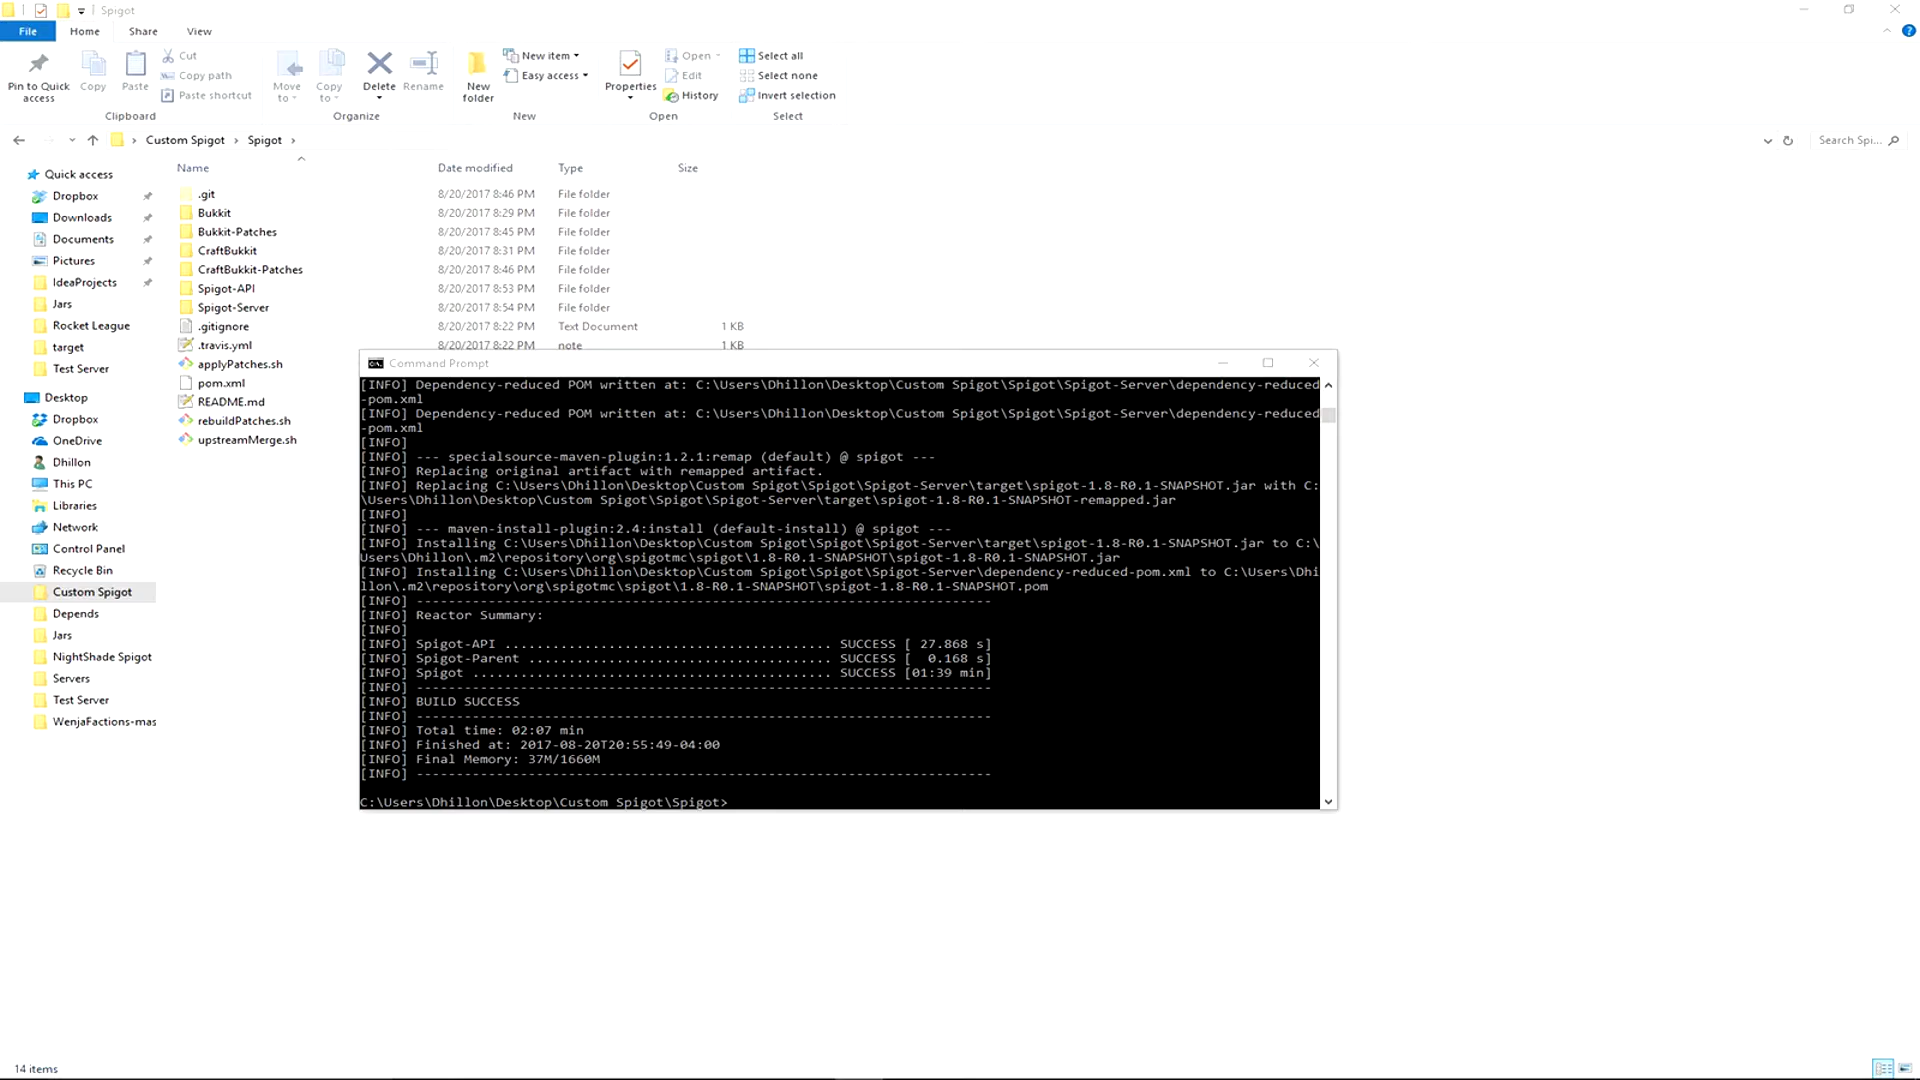 Spigot
File Home Share View
Pin to Quick access
Copy
Paste
Cut
Copy path
Paste shortcut
Clipboard
Move to
Copy to
Delete
Rename
Organize
New folder
New item
Easy access
New
Properties
Open
Edit
History
Open
Select all
Select none
Invert selection
Select
Custom Spigot › Spigot ›
Search Spi...
Quick access
Dropbox
Downloads
Documents
Pictures
IdeaProjects
Jars
Rocket League
target
Test Server
Desktop
Dropbox
OneDrive
Dhillon
This PC
Libraries
Network
Control Panel
Recycle Bin
Custom Spigot
Depends
Jars
NightShade Spigot
Servers
Test Server
WenjaFactions-mas
Name Date modified Type Size
.git 8/20/2017 8:46 PM File folder
Bukkit 8/20/2017 8:29 PM File folder
Bukkit-Patches 8/20/2017 8:45 PM File folder
CraftBukkit 8/20/2017 8:31 PM File folder
CraftBukkit-Patches 8/20/2017 8:46 PM File folder
Spigot-API 8/20/2017 8:53 PM File folder
Spigot-Server 8/20/2017 8:54 PM File folder
.gitignore 8/20/2017 8:22 PM Text Document 1 KB
.travis.yml 8/20/2017 8:22 PM note 1 KB
applyPatches.sh
pom.xml
README.md
rebuildPatches.sh
upstreamMerge.sh
Command Prompt
[INFO] Dependency-reduced POM written at: C:\Users\Dhillon\Desktop\Custom Spigot\Spigot\Spigot-Server\dependency-reduced
-pom.xml
[INFO] Dependency-reduced POM written at: C:\Users\Dhillon\Desktop\Custom Spigot\Spigot\Spigot-Server\dependency-reduced
-pom.xml
[INFO]
[INFO] --- specialsource-maven-plugin:1.2.1:remap (default) @ spigot ---
[INFO] Replacing original artifact with remapped artifact.
[INFO] Replacing C:\Users\Dhillon\Desktop\Custom Spigot\Spigot\Spigot-Server\target\spigot-1.8-R0.1-SNAPSHOT.jar with C:
\Users\Dhillon\Desktop\Custom Spigot\Spigot\Spigot-Server\target\spigot-1.8-R0.1-SNAPSHOT-remapped.jar
[INFO]
[INFO] --- maven-install-plugin:2.4:install (default-install) @ spigot ---
[INFO] Installing C:\Users\Dhillon\Desktop\Custom Spigot\Spigot\Spigot-Server\target\spigot-1.8-R0.1-SNAPSHOT.jar to C:\
Users\Dhillon\.m2\repository\org\spigotmc\spigot\1.8-R0.1-SNAPSHOT\spigot-1.8-R0.1-SNAPSHOT.jar
[INFO] Installing C:\Users\Dhillon\Desktop\Custom Spigot\Spigot\Spigot-Server\dependency-reduced-pom.xml to C:\Users\Dhi
llon\.m2\repository\org\spigotmc\spigot\1.8-R0.1-SNAPSHOT\spigot-1.8-R0.1-SNAPSHOT.pom
[INFO] ------------------------------------------------------------------------
[INFO] Reactor Summary:
[INFO]
[INFO] Spigot-API ......................................... SUCCESS [ 27.868 s]
[INFO] Spigot-Parent ...................................... SUCCESS [  0.168 s]
[INFO] Spigot ............................................. SUCCESS [01:39 min]
[INFO] ------------------------------------------------------------------------
[INFO] BUILD SUCCESS
[INFO] ------------------------------------------------------------------------
[INFO] Total time: 02:07 min
[INFO] Finished at: 2017-08-20T20:55:49-04:00
[INFO] Final Memory: 37M/1660M
[INFO] ------------------------------------------------------------------------
C:\Users\Dhillon\Desktop\Custom Spigot\Spigot>
14 items